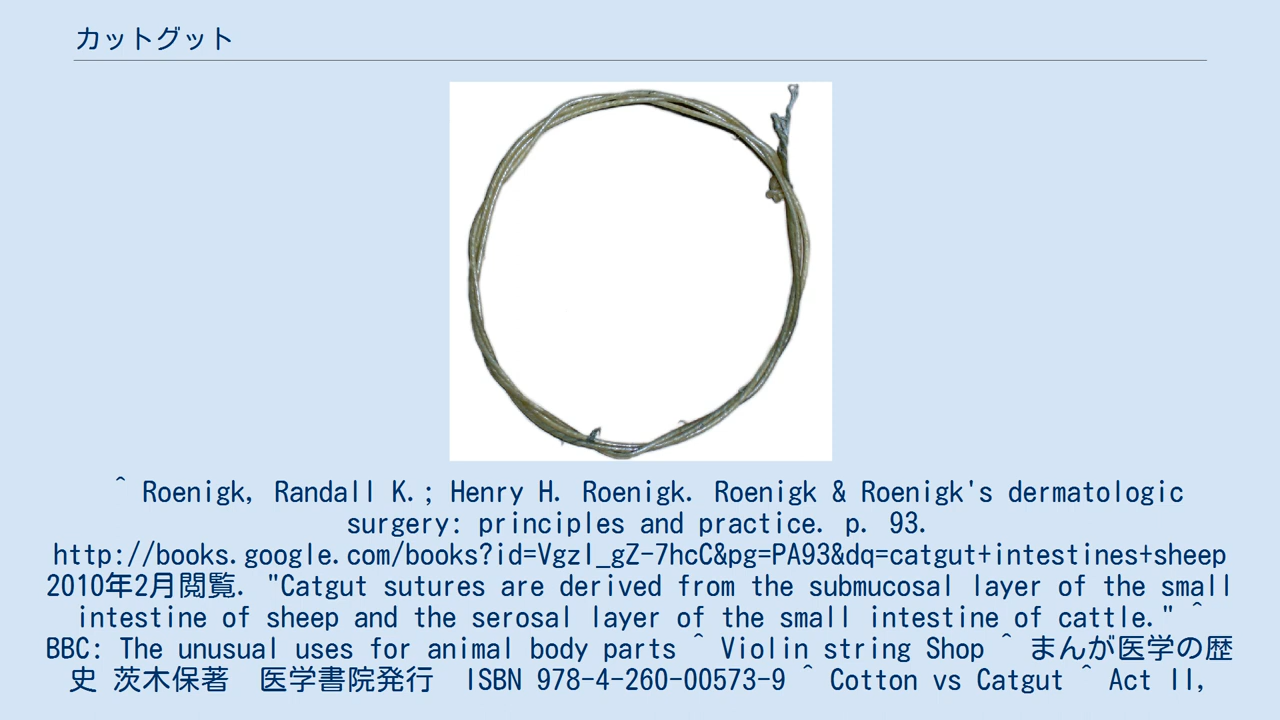 カットグット
^ Roenigk, Randall K.; Henry H. Roenigk. Roenigk & Roenigk's dermatologic
surgery: principles and practice. p. 93.
http://books.google.com/books?id=VgzI_gZ-7hcC&pg=PA93&dq=catgut+intestines+sheep
2010年2月閲覧. "Catgut sutures are derived from the submucosal layer of the small
intestine of sheep and the serosal layer of the small intestine of cattle." ^
BBC: The unusual uses for animal body parts ^ Violin string Shop ^ まんが医学の歴
史 茨木保著　医学書院発行　ISBN 978-4-260-00573-9 ^ Cotton vs Catgut ^ Act II,